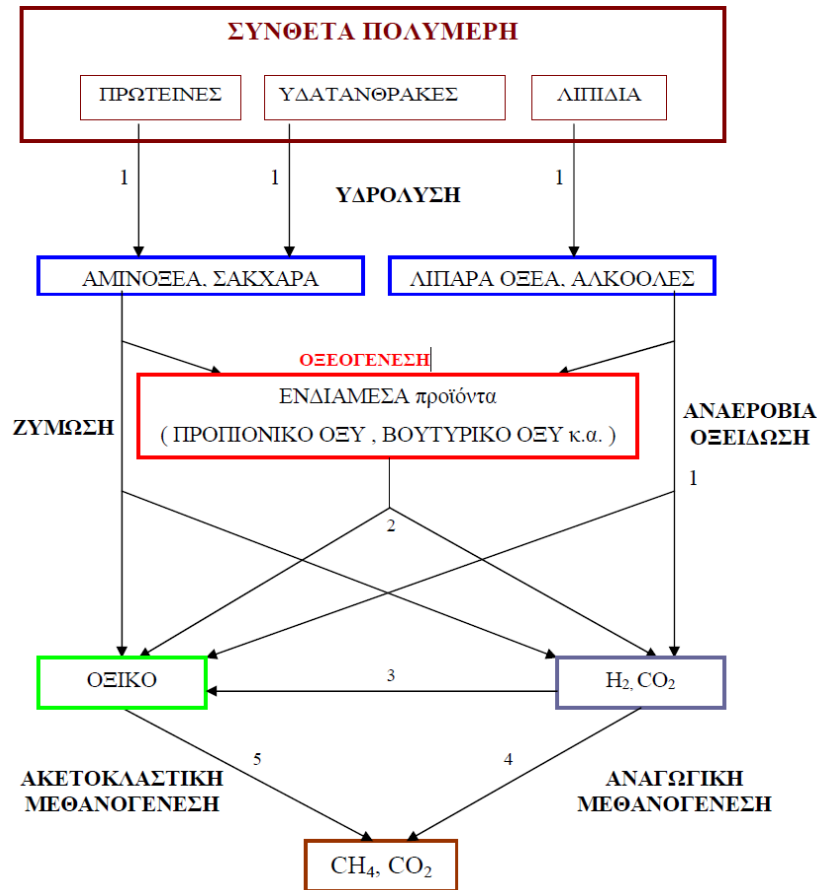 ΣΥΝΘΕΤΑ ΠΟΛΥΜΕΡΗ
ΠΡΩΤΕΙΝΕΣ
ΥΔΑΤΑΝΘΡΑΚΕΣ
ΛΙΠΙΔΙΑ
1
1
1
ΥΔΡΟΛΥΣΗ
ΑΜΙΝΟΞΕΑ, ΣΑΚΧΑΡΑ
ΛΙΠΑΡΑ ΟΞΕΑ, ΑΛΚΟΟΛΕΣ
ΟΞΕΟΓΕΝΕΣΗ
ΕΝΔΙΑΜΕΣΑ προϊόντα
( ΠΡΟΠΙΟΝΙΚΟ ΟΞΥ , ΒΟΥΤΥΡΙΚΟ ΟΞΥ κ.α. )
ΖΥΜΩΣΗ
ΑΝΑΕΡΟΒΙΑ
ΟΞΕΙΔΩΣΗ
1
2
ΟΞΙΚΟ
3
H₂, CO₂
5
4
ΑΚΕΤΟΚΛΑΣΤΙΚΗ
ΜΕΘΑΝΟΓΕΝΕΣΗ
ΑΝΑΓΩΓΙΚΗ
ΜΕΘΑΝΟΓΕΝΕΣΗ
CH₄, CO₂